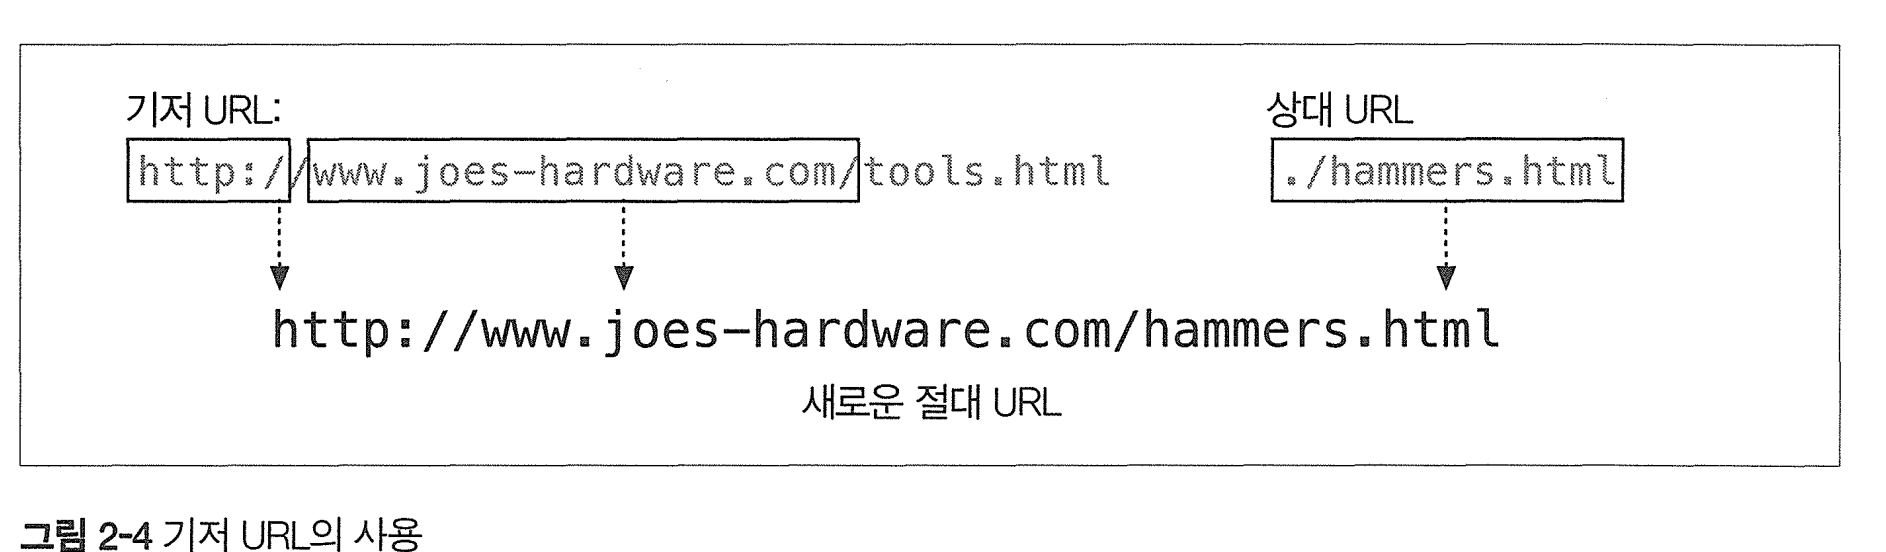 기저 URL:
상대 URL
http://www.joes-hardware.com/tools.html
./hammers.html
http://www.joes-hardware.com/hammers.html
새로운 절대 URL
그림 2-4 기저 URL의 사용